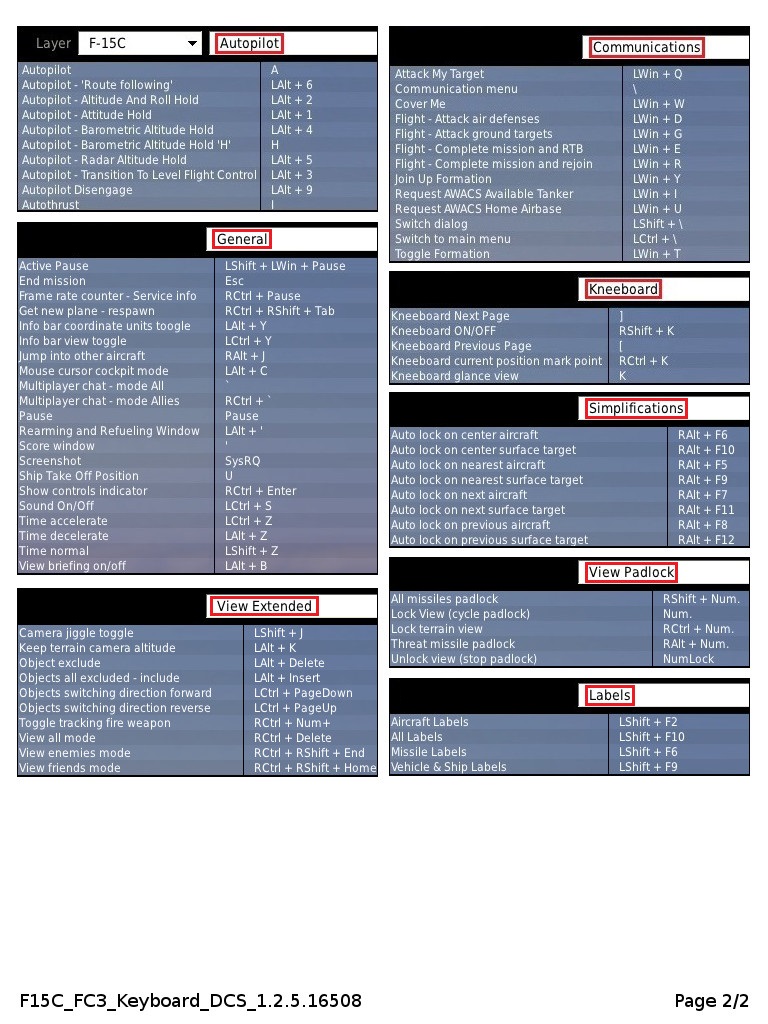 Layer F-15C Autopilot
Autopilot A
Autopilot - 'Route following' LAlt + 6
Autopilot - Altitude And Roll Hold LAlt + 2
Autopilot - Attitude Hold LAlt + 1
Autopilot - Barometric Altitude Hold LAlt + 4
Autopilot - Barometric Altitude Hold 'H' H
Autopilot - Radar Altitude Hold LAlt + 5
Autopilot - Transition To Level Flight Control LAlt + 3
Autopilot Disengage LAlt + 9
Autothrust J
General
Active Pause LShift + LWin + Pause
End mission Esc
Frame rate counter - Service info RCtrl + Pause
Get new plane - respawn RCtrl + RShift + Tab
Info bar coordinate units toogle LAlt + Y
Info bar view toggle LCtrl + Y
Jump into other aircraft RAlt + J
Mouse cursor cockpit mode LAlt + C
Multiplayer chat - mode All `
Multiplayer chat - mode Allies RCtrl + `
Pause Pause
Rearming and Refueling Window LAlt + '
Score window '
Screenshot SysRQ
Ship Take Off Position U
Show controls indicator RCtrl + Enter
Sound On/Off LCtrl + S
Time accelerate LCtrl + Z
Time decelerate LAlt + Z
Time normal LShift + Z
View briefing on/off LAlt + B
View Extended
Camera jiggle toggle LShift + J
Keep terrain camera altitude LAlt + K
Object exclude LAlt + Delete
Objects all excluded - include LAlt + Insert
Objects switching direction forward LCtrl + PageDown
Objects switching direction reverse LCtrl + PageUp
Toggle tracking fire weapon RCtrl + Num+
View all mode RCtrl + Delete
View enemies mode RCtrl + RShift + End
View friends mode RCtrl + RShift + Home
Communications
Attack My Target LWin + Q
Communication menu \
Cover Me LWin + W
Flight - Attack air defenses LWin + D
Flight - Attack ground targets LWin + G
Flight - Complete mission and RTB LWin + E
Flight - Complete mission and rejoin LWin + R
Join Up Formation LWin + Y
Request AWACS Available Tanker LWin + I
Request AWACS Home Airbase LWin + U
Switch dialog LShift + \
Switch to main menu LCtrl + \
Toggle Formation LWin + T
Kneeboard
Kneeboard Next Page ]
Kneeboard ON/OFF RShift + K
Kneeboard Previous Page [
Kneeboard current position mark point RCtrl + K
Kneeboard glance view K
Simplifications
Auto lock on center aircraft RAlt + F6
Auto lock on center surface target RAlt + F10
Auto lock on nearest aircraft RAlt + F5
Auto lock on nearest surface target RAlt + F9
Auto lock on next aircraft RAlt + F7
Auto lock on next surface target RAlt + F11
Auto lock on previous aircraft RAlt + F8
Auto lock on previous surface target RAlt + F12
View Padlock
All missiles padlock RShift + Num.
Lock View (cycle padlock) Num.
Lock terrain view RCtrl + Num.
Threat missile padlock RAlt + Num.
Unlock view (stop padlock) NumLock
Labels
Aircraft Labels LShift + F2
All Labels LShift + F10
Missile Labels LShift + F6
Vehicle & Ship Labels LShift + F9
F15C_FC3_Keyboard_DCS_1.2.5.16508 Page 2/2